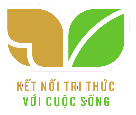 KẾT NỐI TRI THỨC
VỚI CUỘC SỐNG